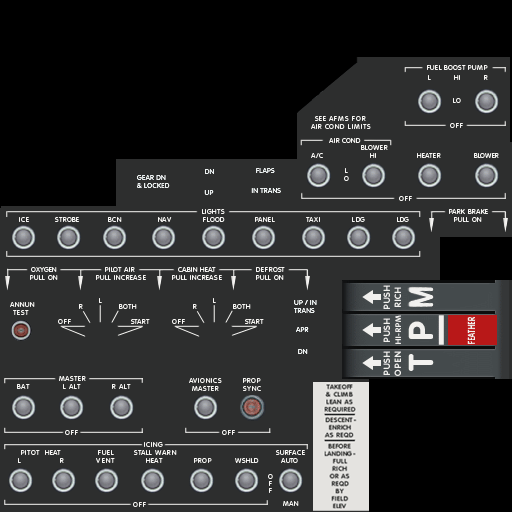 FUEL BOOST PUMP
L HI R
LO
OFF
SEE AFMS FOR
AIR COND LIMITS
AIR COND
BLOWER
A/C HI HEATER BLOWER
L
O
OFF
GEAR DN
& LOCKED
DN FLAPS
UP IN TRANS
LIGHTS
ICE STROBE BCN NAV FLOOD PANEL TAXI LDG LDG
PARK BRAKE
PULL ON
OXYGEN
PULL ON
PILOT AIR
PULL INCREASE
CABIN HEAT
PULL INCREASE
DEFROST
PULL ON
ANNUN
TEST
L
R BOTH
OFF START
L
R BOTH
OFF START
UP / IN
TRANS
APR
DN
PUSH
RICH
M
PUSH
HI-RPM
P
FEATHER
PUSH
OPEN
T
MASTER
BAT L ALT R ALT
OFF
AVIONICS
MASTER
PROP
SYNC
OFF
TAKEOFF
& CLIMB
LEAN AS
REQUIRED
DESCENT-
ENRICH
AS REQD
BEFORE
LANDING-
FULL
RICH
OR AS
REQD
BY
FIELD
ELEV
ICING
PITOT HEAT
L R
FUEL
VENT
STALL WARN
HEAT
PROP WSHLD
SURFACE
AUTO
O
F
F
OFF
MAN